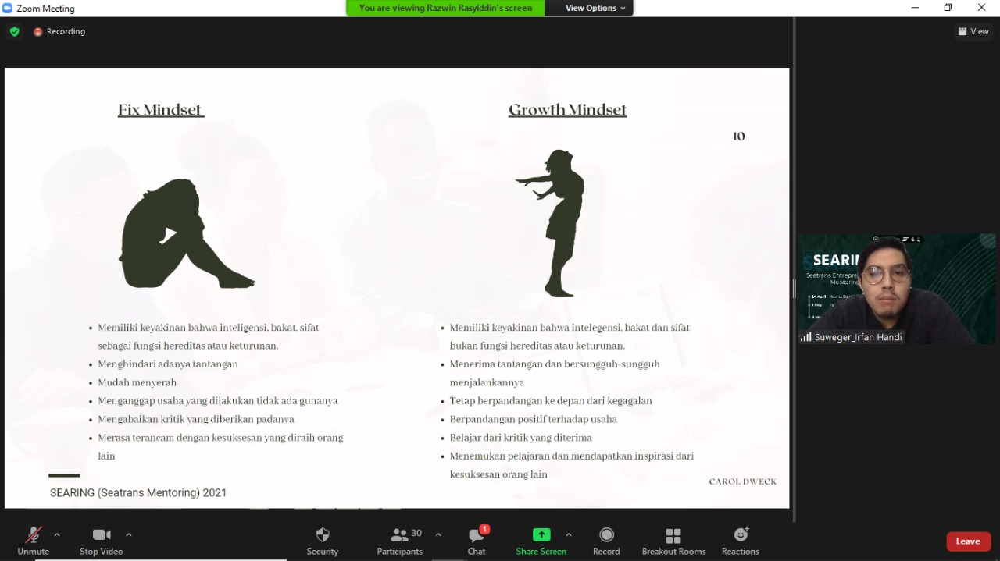 Zoom Meeting
You are viewing Razwin Rasyiddin's screen
View Options
Recording
View
Fix Mindset
Growth Mindset
10
Memiliki keyakinan bahwa inteligensi, bakat, sifat
sebagai fungsi hereditas atau keturunan.
Menghindari adanya tantangan
Mudah menyerah
Menganggap usaha yang dilakukan tidak ada gunanya
Mengabaikan kritik yang diberikan padanya
Merasa terancam dengan kesuksesan yang diraih orang
lain
Memiliki keyakinan bahwa intelegensi, bakat dan sifat
bukan fungsi hereditas atau keturunan.
Menerima tantangan dan bersungguh-sungguh
menjalankannya
Tetap berpandangan ke depan dari kegagalan
Berpandangan positif terhadap usaha
Belajar dari kritik yang diterima
Menemukan pelajaran dan mendapatkan inspirasi dari
kesuksesan orang lain
CAROL DWECK
SEARING (Seatrans Mentoring) 2021
Seatrans
Mentoring
24 April
1 May
Suweger_Irfan Handi
Unmute
Stop Video
Security
30
Participants
1
Chat
Share Screen
Record
Breakout Rooms
Reactions
Leave